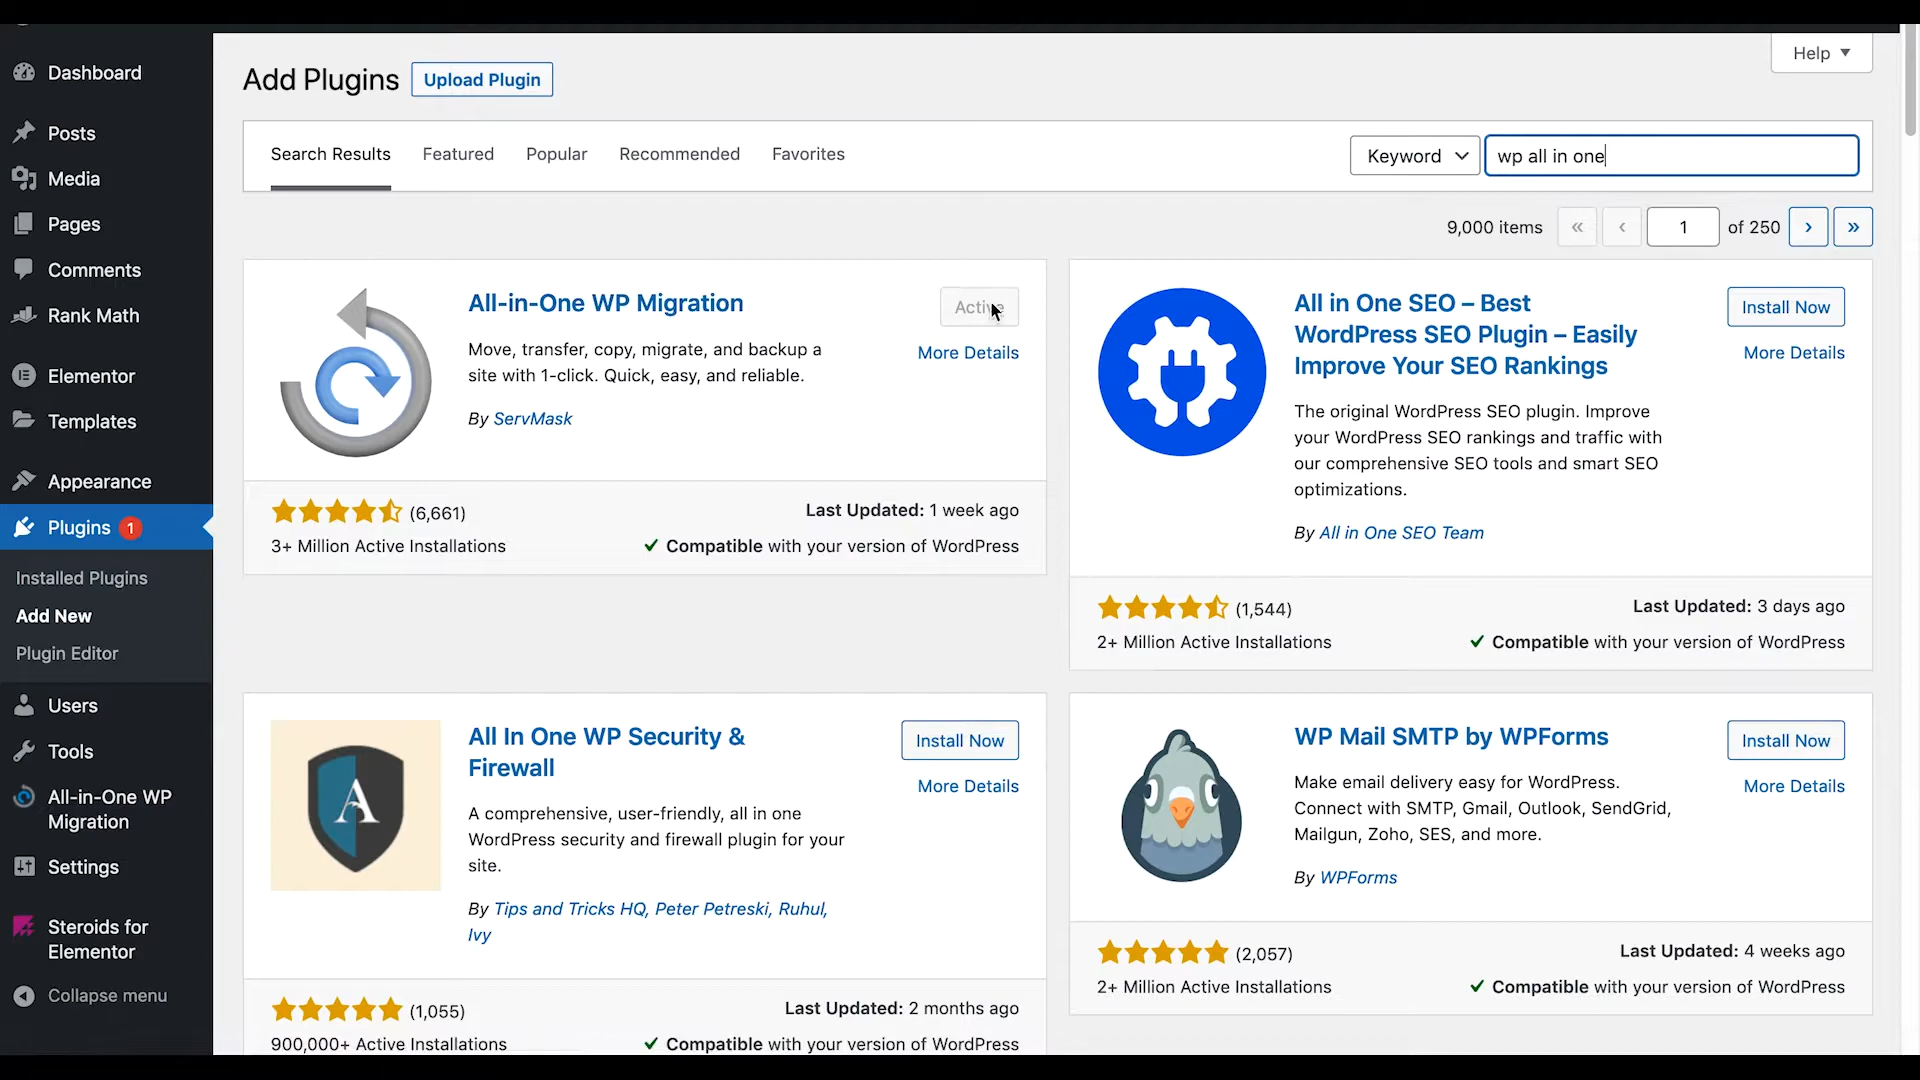 Dashboard
Posts
Media
Pages
Comments
Rank Math
Elementor
Templates
Appearance
Plugins 1
Installed Plugins
Add New
Plugin Editor
Users
Tools
All-in-One WP
Migration
Settings
Steroids for
Elementor
Collapse menu
Help
Add Plugins Upload Plugin
Search Results Featured Popular Recommended Favorites Keyword wp all in one
9,000 items « ‹ 1 of 250 › »
All-in-One WP Migration
Active
More Details
Move, transfer, copy, migrate, and backup a
site with 1-click. Quick, easy, and reliable.
By ServMask
(6,661)
Last Updated: 1 week ago
3+ Million Active Installations
Compatible with your version of WordPress
All in One SEO – Best
WordPress SEO Plugin – Easily
Improve Your SEO Rankings
Install Now
More Details
The original WordPress SEO plugin. Improve
your WordPress SEO rankings and traffic with
our comprehensive SEO tools and smart SEO
optimizations.
By All in One SEO Team
(1,544)
Last Updated: 3 days ago
2+ Million Active Installations
Compatible with your version of WordPress
A
All In One WP Security &
Firewall
Install Now
More Details
A comprehensive, user-friendly, all in one
WordPress security and firewall plugin for your
site.
By Tips and Tricks HQ, Peter Petreski, Ruhul,
Ivy
(1,055)
Last Updated: 2 months ago
900,000+ Active Installations
Compatible with your version of WordPress
WP Mail SMTP by WPForms
Install Now
More Details
Make email delivery easy for WordPress.
Connect with SMTP, Gmail, Outlook, SendGrid,
Mailgun, Zoho, SES, and more.
By WPForms
(2,057)
Last Updated: 4 weeks ago
2+ Million Active Installations
Compatible with your version of WordPress